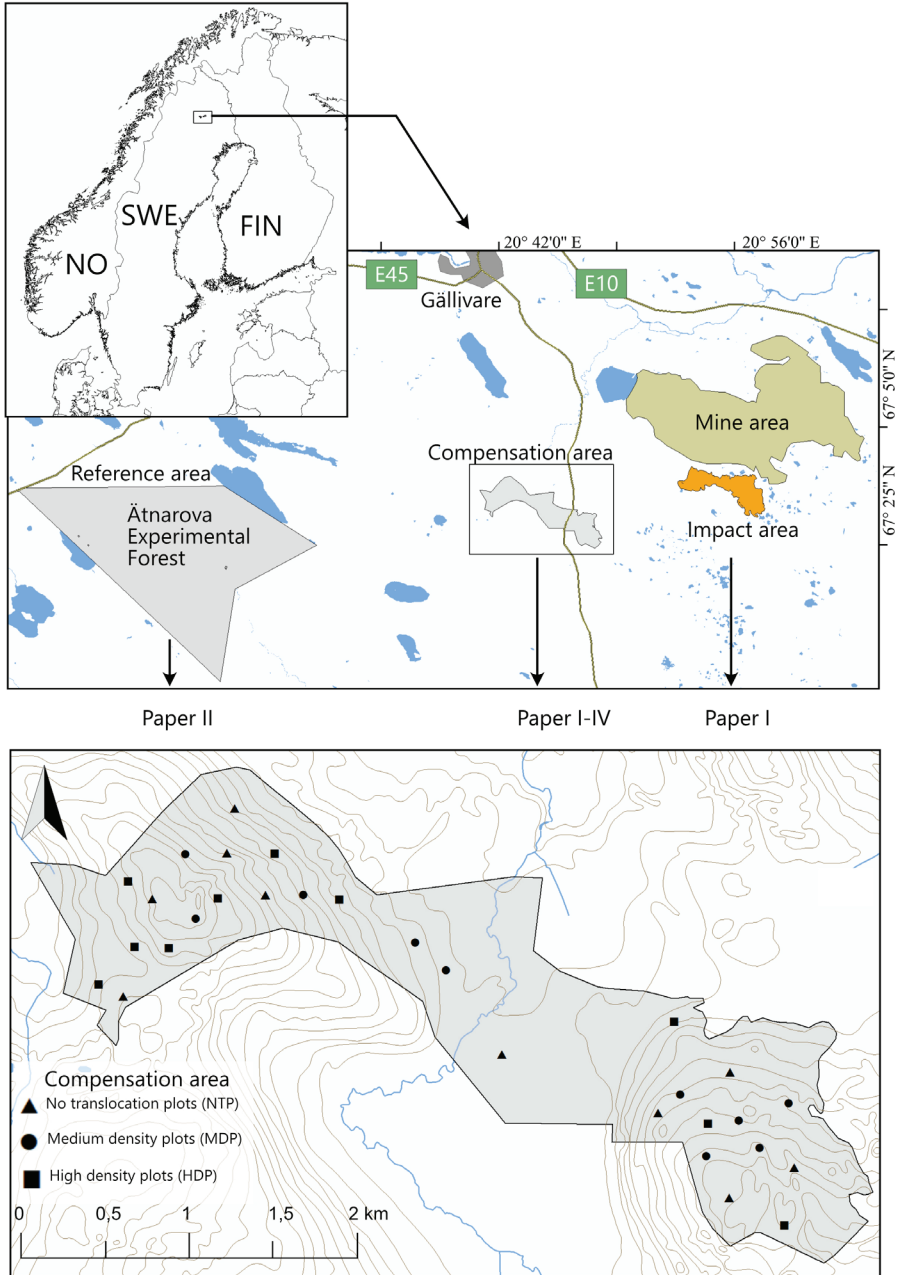 SWE
FIN
NO
20° 42'0" E
20° 56'0" E
E45
E10
Gällivare
67° 5'0" N
Mine area
Compensation area
Reference area
67° 2'5" N
Ätnarova
Experimental
Forest
Impact area
Paper II
Paper I-IV
Paper I
Compensation area
No translocation plots (NTP)
Medium density plots (MDP)
High density plots (HDP)
0 0,5 1 1,5 2 km